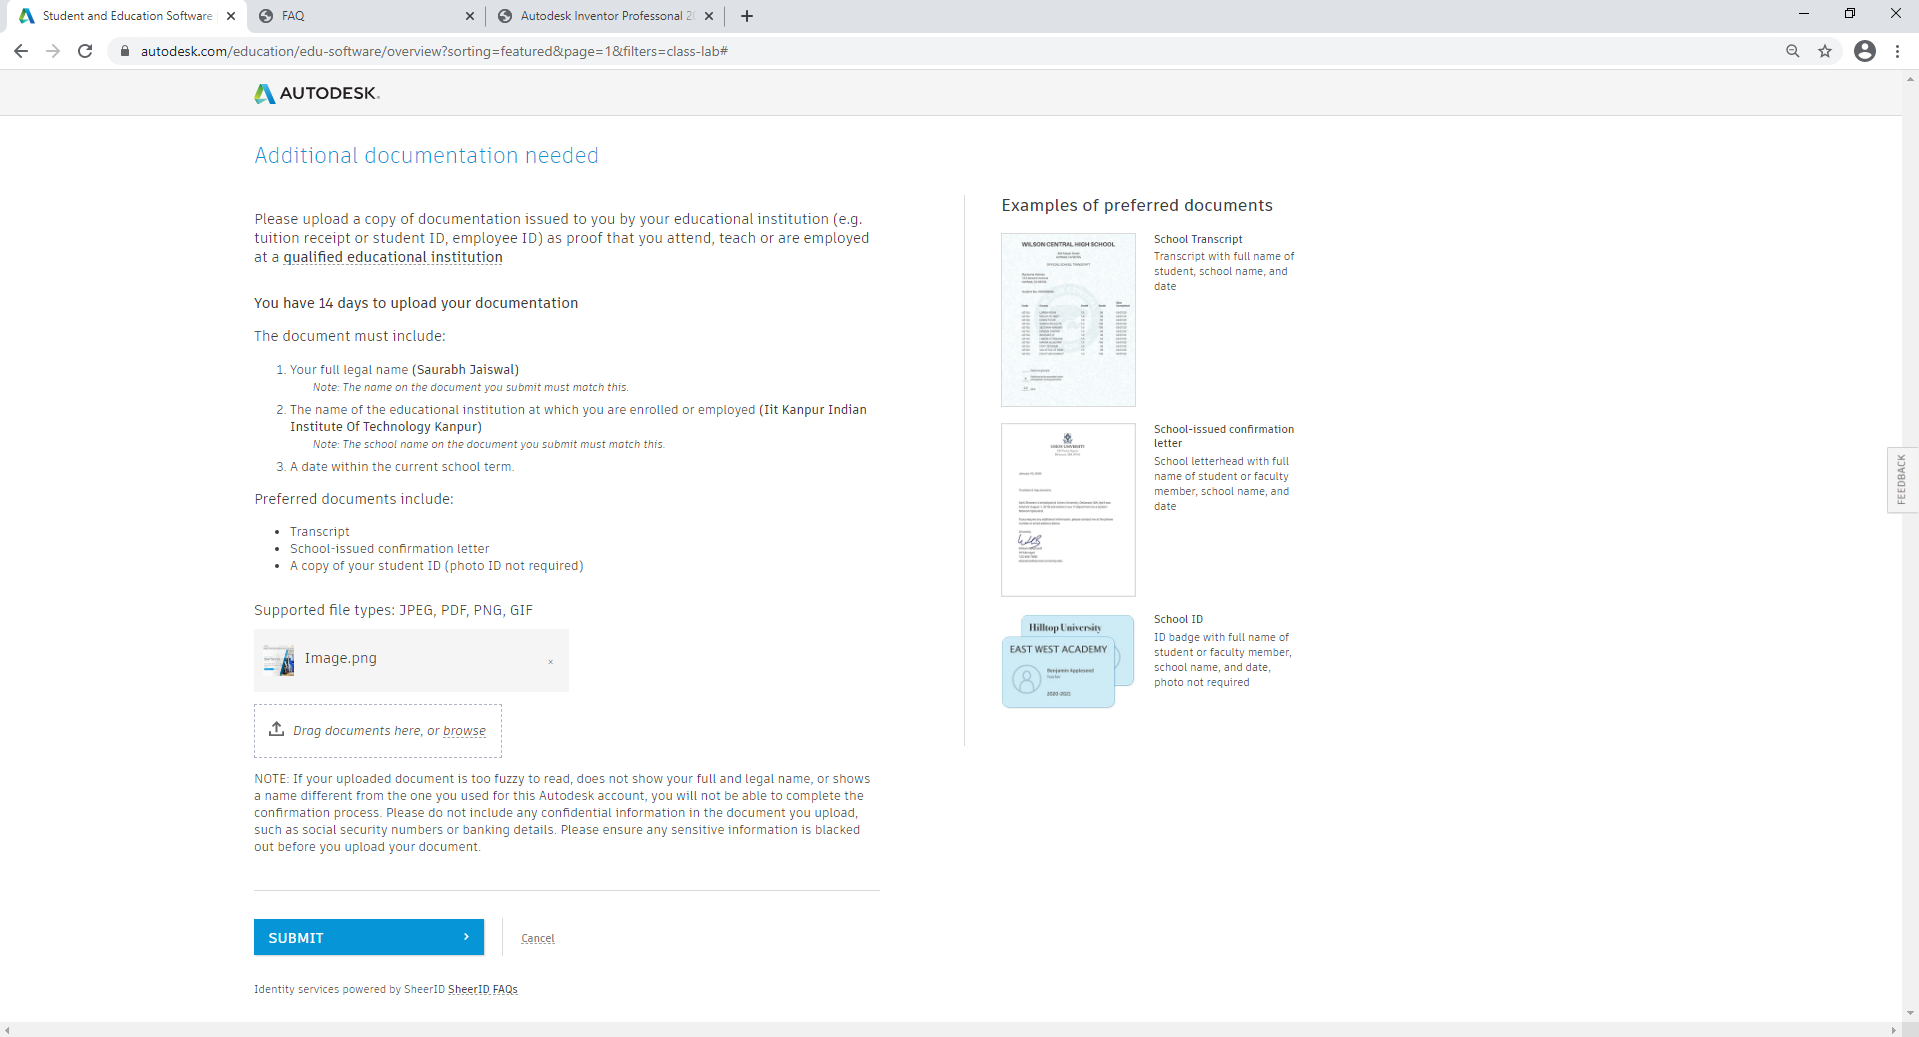 Student and Education Software
FAQ
Autodesk Inventor Professonal 20
autodesk.com/education/edu-software/overview?sorting=featured&page=1&filters=class-lab#
AUTODESK.
Additional documentation needed
Please upload a copy of documentation issued to you by your educational institution (e.g.
tuition receipt or student ID, employee ID) as proof that you attend, teach or are employed
at a qualified educational institution
You have 14 days to upload your documentation
The document must include:
1. Your full legal name (Saurabh Jaiswal)
Note: The name on the document you submit must match this.
2. The name of the educational institution at which you are enrolled or employed (Iit Kanpur Indian
Institute Of Technology Kanpur)
Note: The school name on the document you submit must match this.
3. A date within the current school term.
Preferred documents include:
• Transcript
• School-issued confirmation letter
• A copy of your student ID (photo ID not required)
Supported file types: JPEG, PDF, PNG, GIF
Image.png
×
Drag documents here, or browse
NOTE: If your uploaded document is too fuzzy to read, does not show your full and legal name, or shows
a name different from the one you used for this Autodesk account, you will not be able to complete the
confirmation process. Please do not include any confidential information in the document you upload,
such as social security numbers or banking details. Please ensure any sensitive information is blacked
out before you upload your document.
SUBMIT
Cancel
Identity services powered by SheerID SheerID FAQs
Examples of preferred documents
WILSON CENTRAL HIGH SCHOOL
School Transcript
Transcript with full name of
student, school name, and
date
UNION UNIVERSITY
School-issued confirmation
letter
School letterhead with full
name of student or faculty
member, school name, and
date
Hilltop University
EAST WEST ACADEMY
Benjamin Appleseed
2020-2021
School ID
ID badge with full name of
student or faculty member,
school name, and date,
photo not required
FEEDBACK